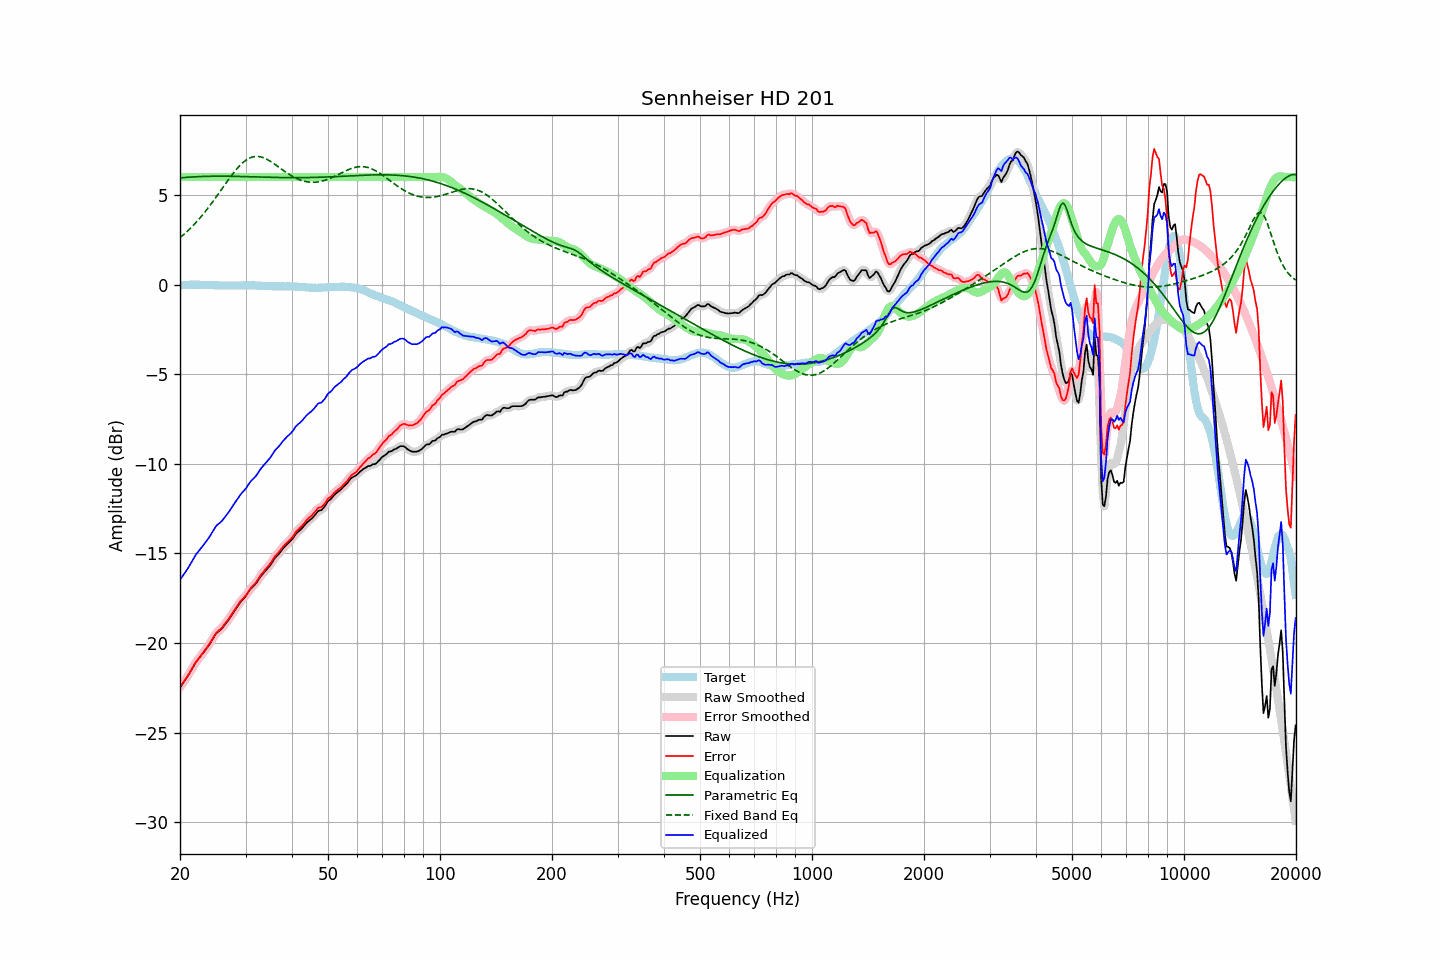 Sennheiser HD 201
Amplitude (dBr)
5
0
−5
−10
−15
−20
−25
−30
Target
Raw Smoothed
Error Smoothed
Raw
Error
Equalization
Parametric Eq
Fixed Band Eq
Equalized
20 50 100 200 500 1000 2000 5000 10000 20000
Frequency (Hz)